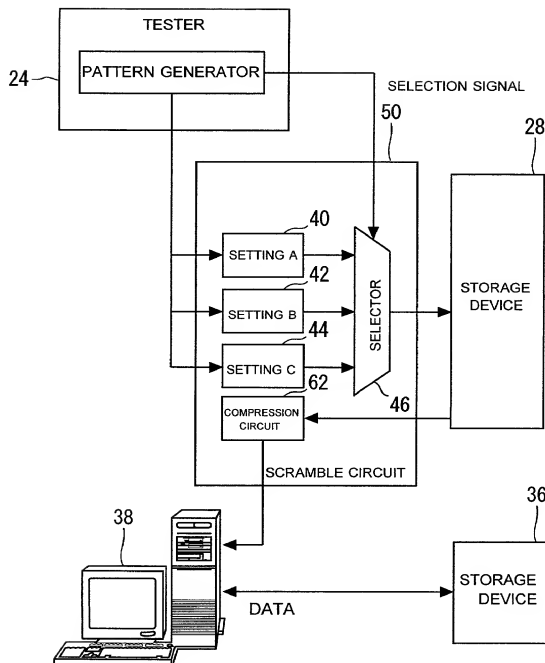 TESTER
PATTERN GENERATOR
24
SELECTION SIGNAL
50
28
40
SETTING A
42
SETTING B
44
SETTING C
62
COMPRESSION
CIRCUIT
SELECTOR
46
STORAGE
DEVICE
SCRAMBLE CIRCUIT
38
36
DATA
STORAGE
DEVICE